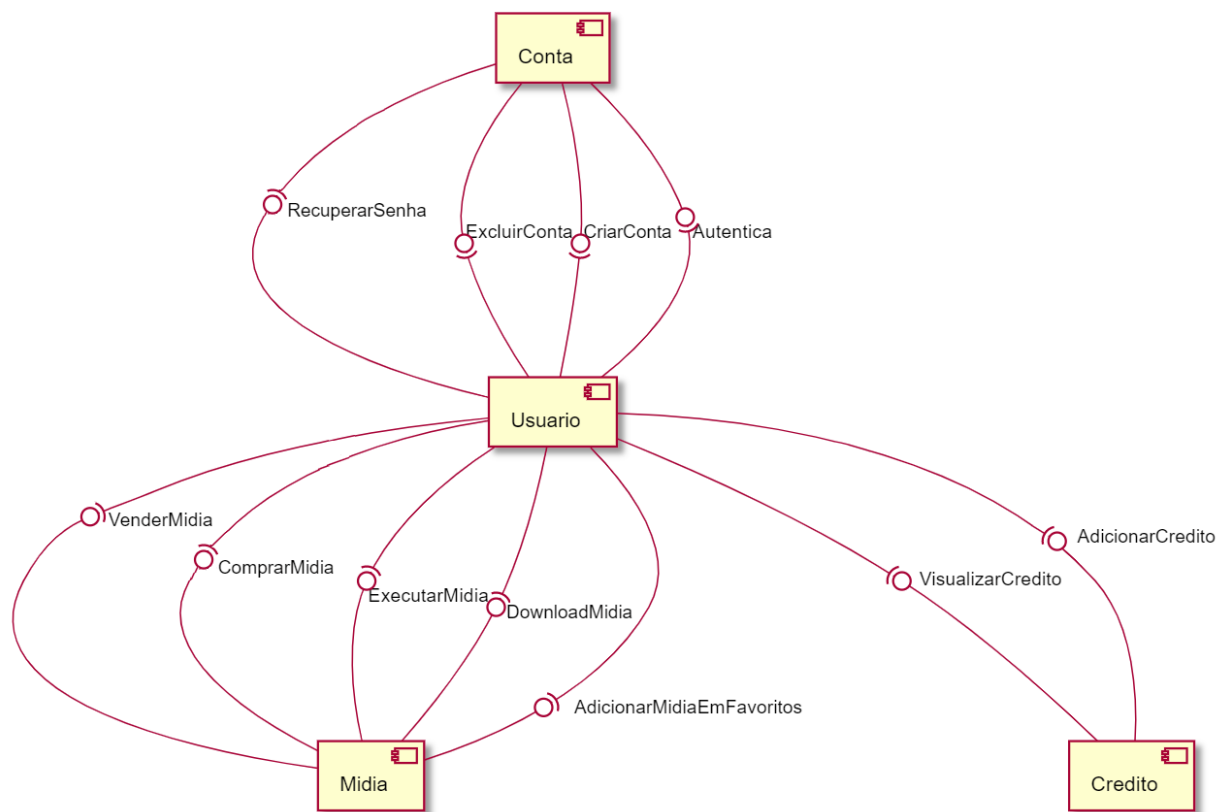 Conta
RecuperarSenha
ExcluirConta
CriarConta
Autentica
Usuario
VenderMidia
ComprarMidia
ExecutarMidia
DownloadMidia
AdicionarCredito
VisualizarCredito
AdicionarMidiaEmFavoritos
Midia
Credito